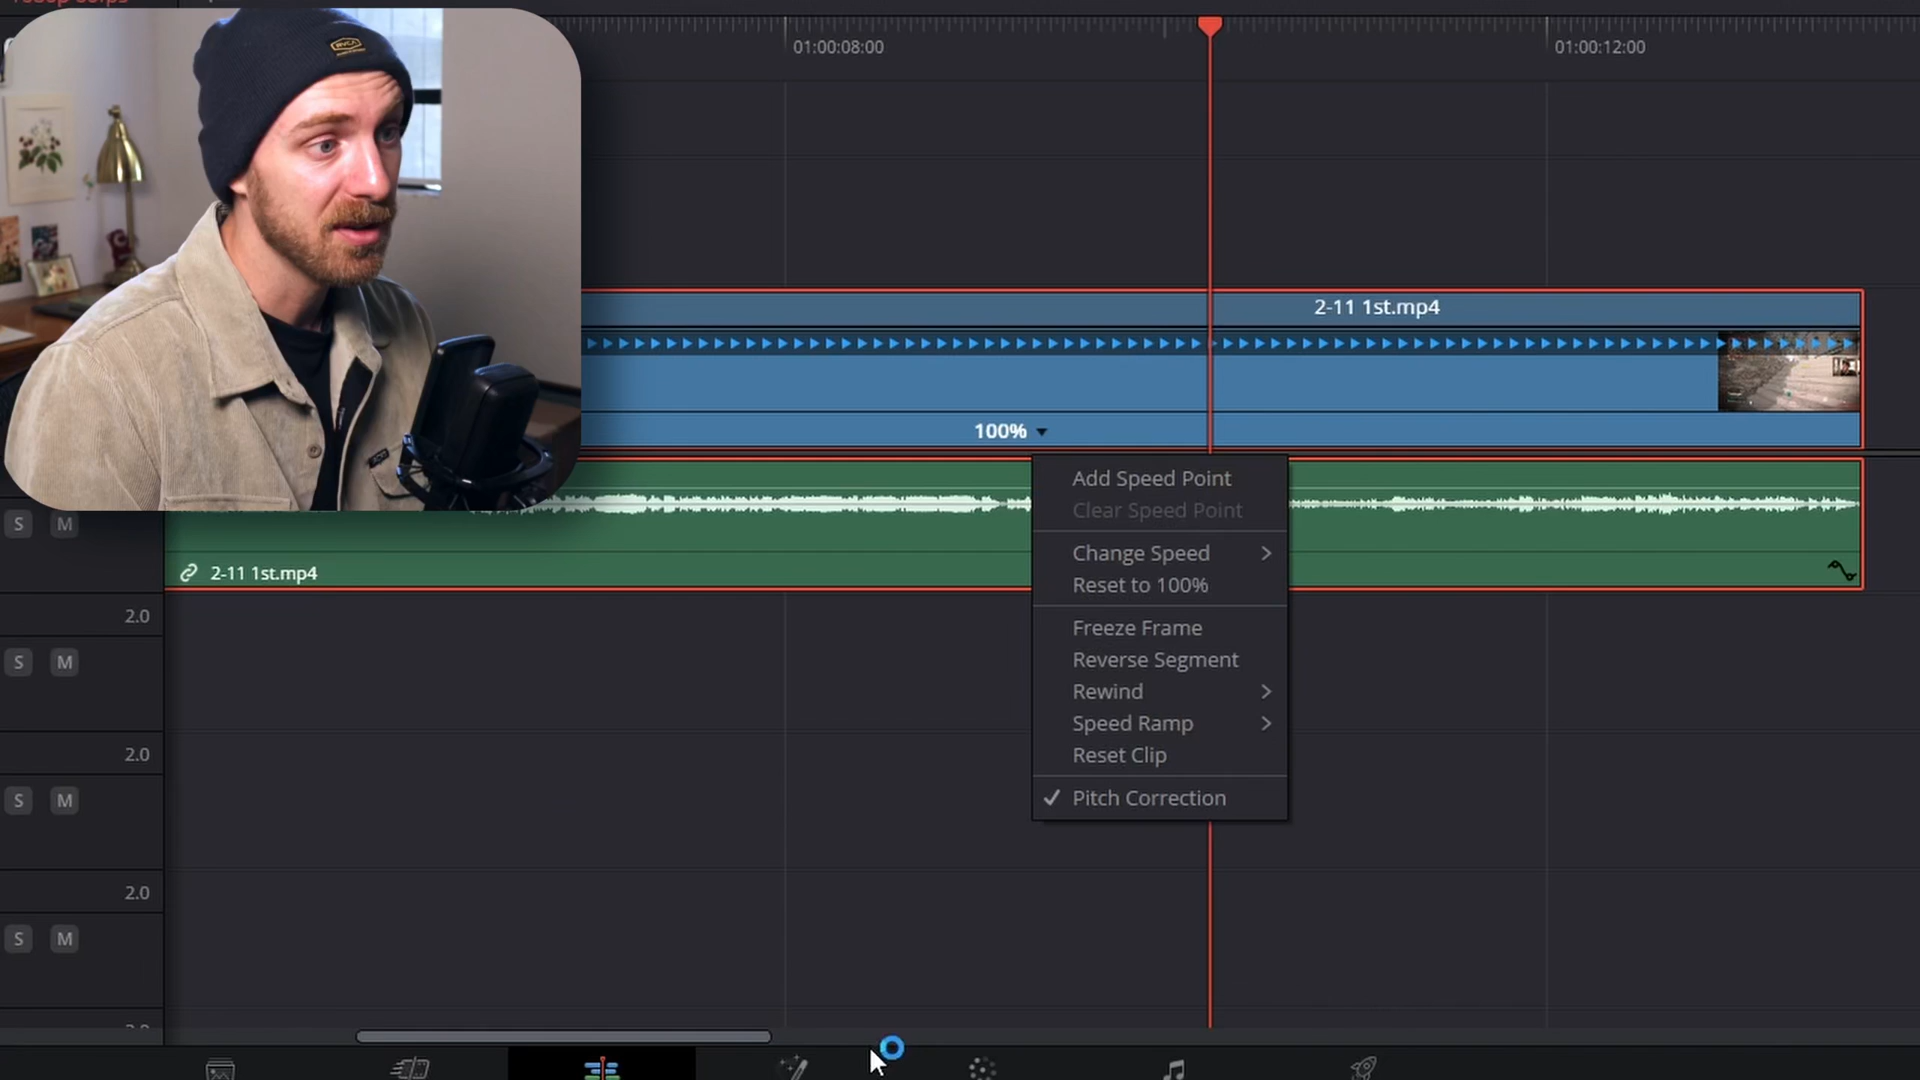 01:00:08:00
01:00:12:00
RVCA
2-11 1st.mp4
100%
Add Speed Point
Clear Speed Point
Change Speed
Reset to 100%
Freeze Frame
Reverse Segment
Rewind
Speed Ramp
Reset Clip
Pitch Correction
S M
2-11 1st.mp4
2.0
S M
2.0
S M
2.0
S M